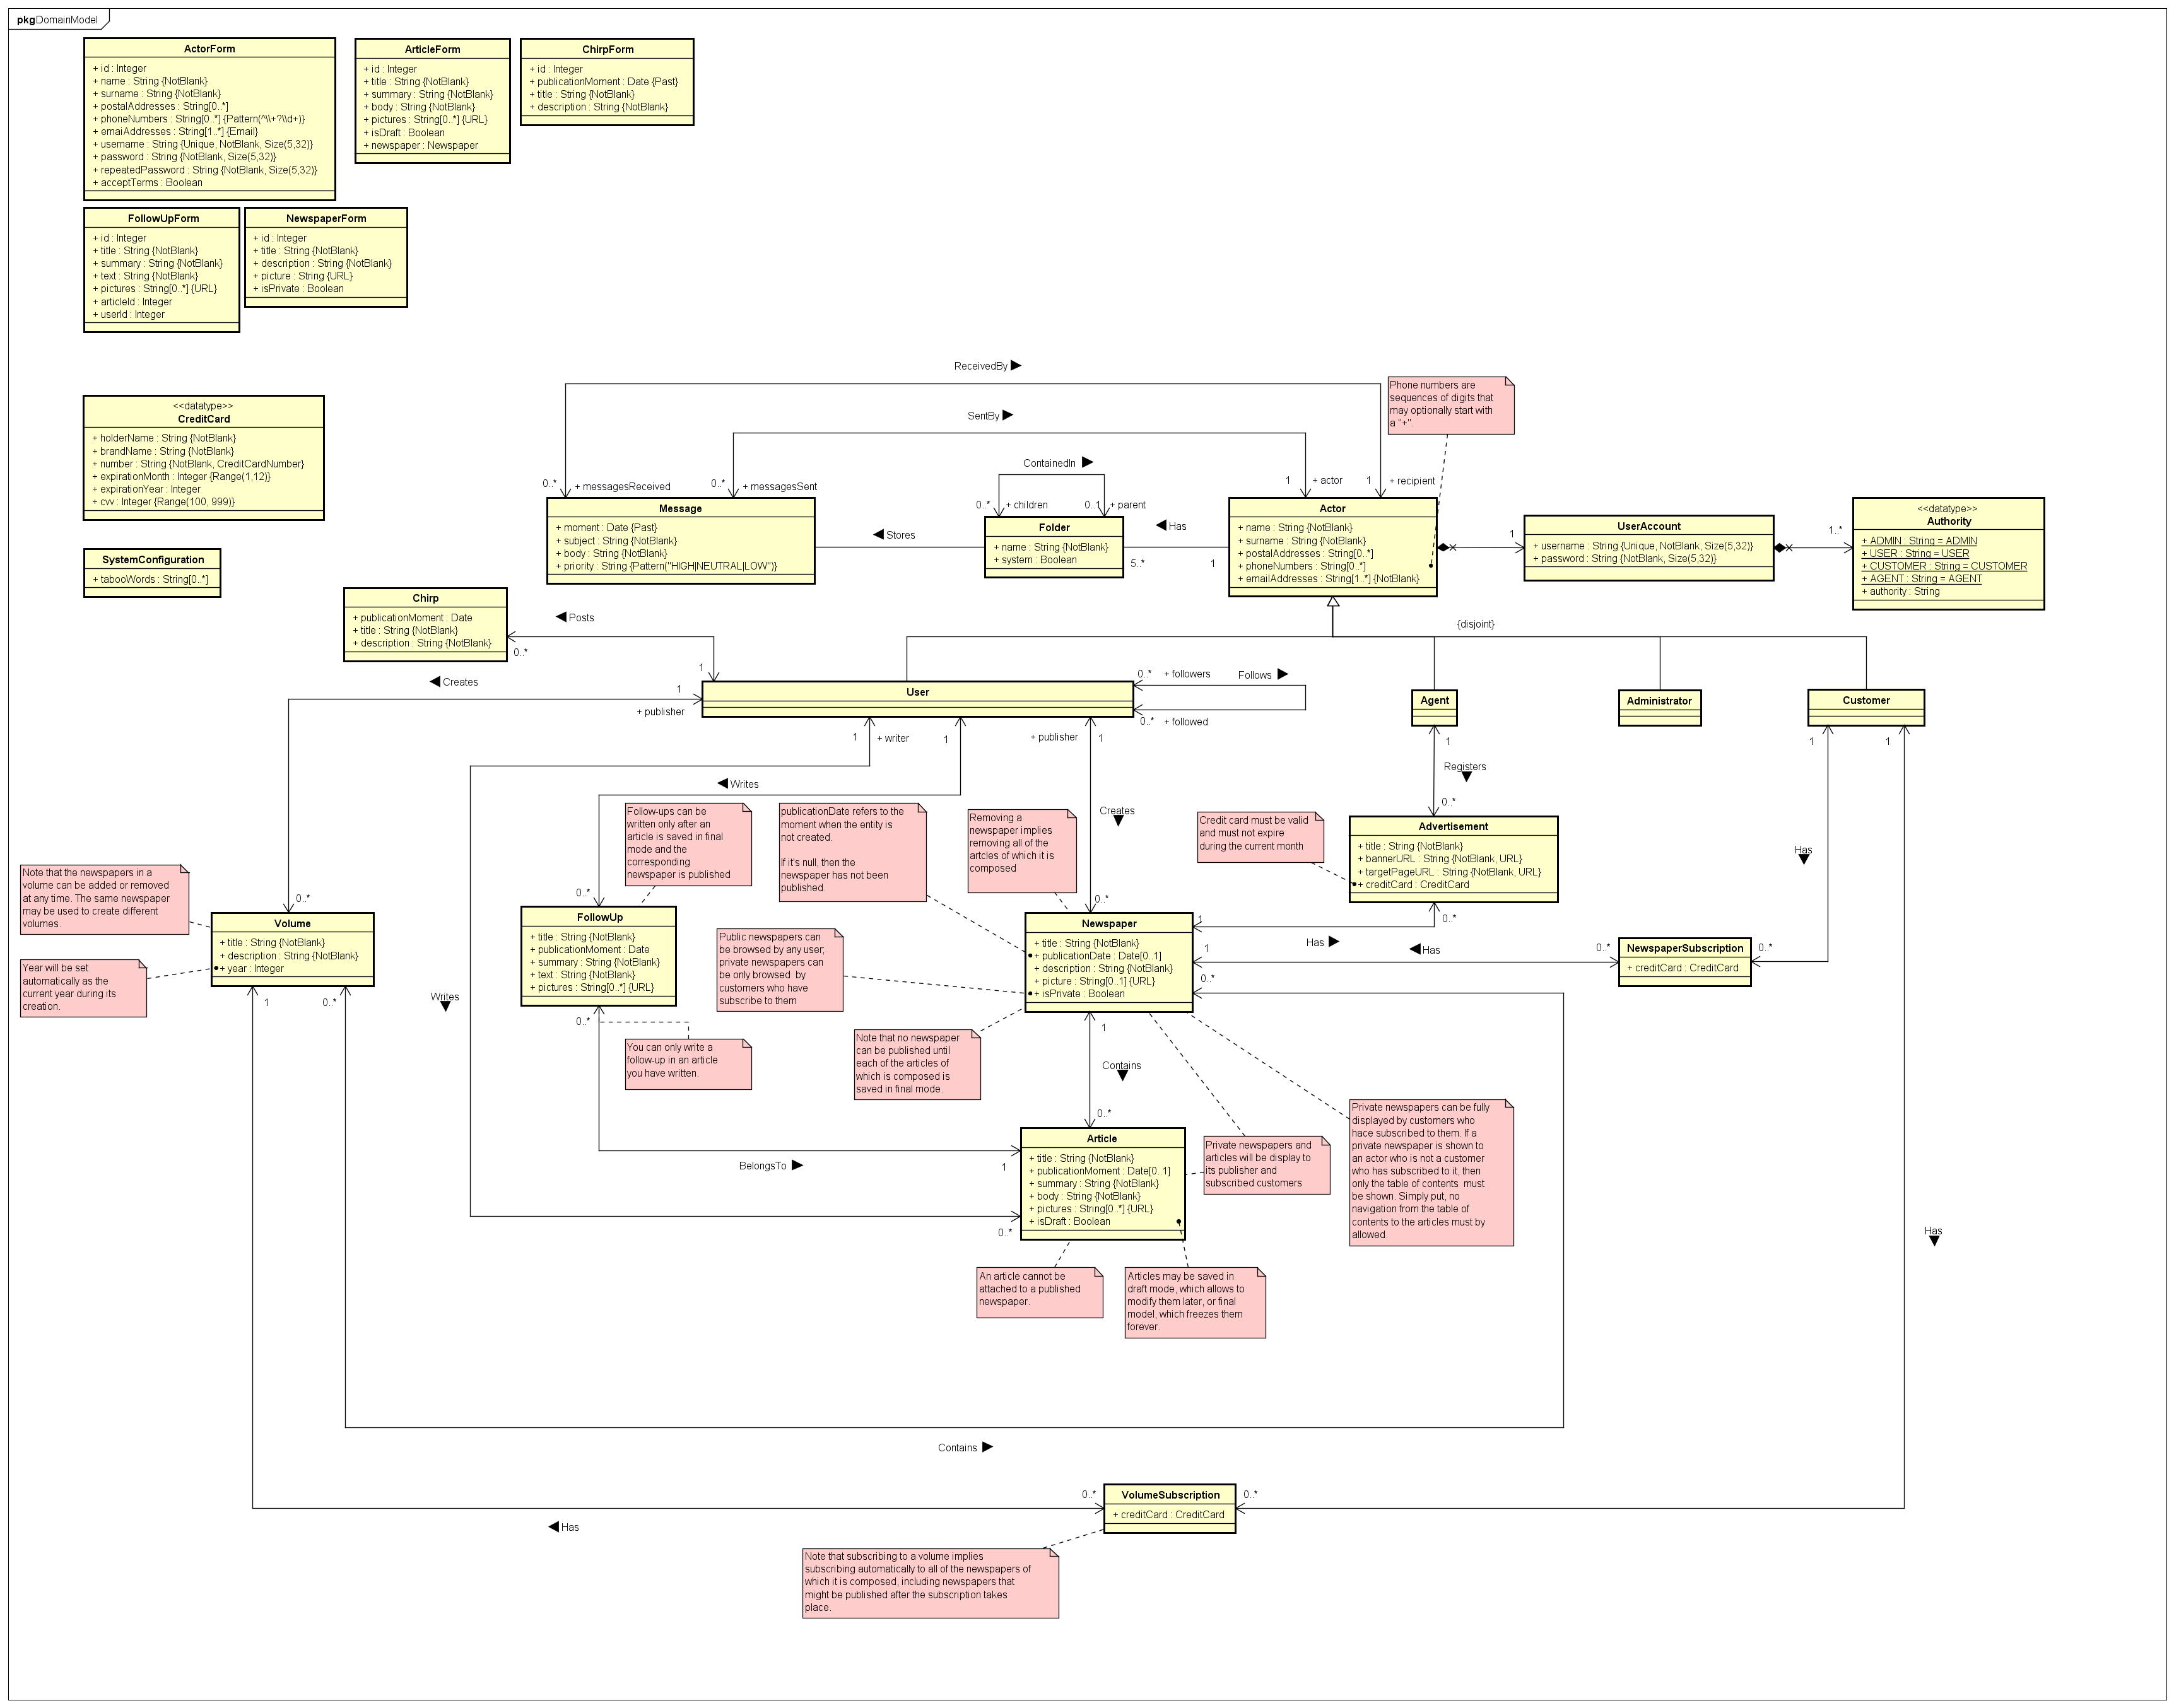 pkgDomainModel
ActorForm
+ id : Integer
+ name : String {NotBlank}
+ surname : String {NotBlank}
+ postalAddresses : String[0..*]
+ phoneNumbers : String[0..*] {Pattern(^\\+?\\d+)}
+ emaiAddresses : String[1..*] {Email}
+ username : String {Unique, NotBlank, Size(5,32)}
+ password : String {NotBlank, Size(5,32)}
+ repeatedPassword : String {NotBlank, Size(5,32)}
+ acceptTerms : Boolean
ArticleForm
+ id : Integer
+ title : String {NotBlank}
+ summary : String {NotBlank}
+ body : String {NotBlank}
+ pictures : String[0..*] {URL}
+ isDraft : Boolean
+ newspaper : Newspaper
ChirpForm
+ id : Integer
+ publicationMoment : Date {Past}
+ title : String {NotBlank}
+ description : String {NotBlank}
FollowUpForm
+ id : Integer
+ title : String {NotBlank}
+ summary : String {NotBlank}
+ text : String {NotBlank}
+ pictures : String[0..*] {URL}
+ articleId : Integer
+ userId : Integer
NewspaperForm
+ id : Integer
+ title : String {NotBlank}
+ description : String {NotBlank}
+ picture : String {URL}
+ isPrivate : Boolean
<<datatype>>
CreditCard
+ holderName : String {NotBlank}
+ brandName : String {NotBlank}
+ number : String {NotBlank, CreditCardNumber}
+ expirationMonth : Integer {Range(1,12)}
+ expirationYear : Integer
+ cvv : Integer {Range(100, 999)}
SystemConfiguration
+ tabooWords : String[0..*]
ReceivedBy
SentBy
ContainedIn
Phone numbers are
sequences of digits that
may optionally start with
a "+".
0..*
+ messagesReceived
0..*
+ messagesSent
0..*
+ children
0..1
+ parent
1
+ actor
1
+ recipient
Message
+ moment : Date {Past}
+ subject : String {NotBlank}
+ body : String {NotBlank}
+ priority : String {Pattern("HIGH|NEUTRAL|LOW")}
Stores
Folder
+ name : String {NotBlank}
+ system : Boolean
Has
5..*
1
Actor
+ name : String {NotBlank}
+ surname : String {NotBlank}
+ postalAddresses : String[0..*]
+ phoneNumbers : String[0..*]
+ emailAddresses : String[1..*] {NotBlank}
1
UserAccount
+ username : String {Unique, NotBlank, Size(5,32)}
+ password : String {NotBlank, Size(5,32)}
1..*
<<datatype>>
Authority
+ ADMIN : String = ADMIN
+ USER : String = USER
+ CUSTOMER : String = CUSTOMER
+ AGENT : String = AGENT
+ authority : String
{disjoint}
Chirp
+ publicationMoment : Date
+ title : String {NotBlank}
+ description : String {NotBlank}
Posts
0..*
1
Creates
1
+ publisher
User
0..*
+ followers
Follows
0..*
+ followed
Agent
Administrator
Customer
1
+ writer
1
+ publisher
1
1
1
1
Writes
Registers
Creates
Has
0..*
0..*
0..*
0..*
Follow-ups can be
written only after an
article is saved in final
mode and the
corresponding
newspaper is published
publicationDate refers to the
moment when the entity is
not created.
If it's null, then the
newspaper has not been
published.
Removing a
newspaper implies
removing all of the
artcles of which it is
composed
Credit card must be valid
and must not expire
during the current month
Advertisement
+ title : String {NotBlank}
+ bannerURL : String {NotBlank, URL}
+ targetPageURL : String {NotBlank, URL}
+ creditCard : CreditCard
0..*
Note that the newspapers in a
volume can be added or removed
at any time. The same newspaper
may be used to create different
volumes.
Year will be set
automatically as the
current year during its
creation.
Volume
+ title : String {NotBlank}
+ description : String {NotBlank}
+ year : Integer
1
0..*
FollowUp
+ title : String {NotBlank}
+ publicationMoment : Date
+ summary : String {NotBlank}
+ text : String {NotBlank}
+ pictures : String[0..*] {URL}
0..*
Public newspapers can
be browsed by any user;
private newspapers can
be only browsed  by
customers who have
subscribe to them
Newspaper
+ title : String {NotBlank}
+ publicationDate : Date[0..1]
+ description : String {NotBlank}
+ picture : String[0..1] {URL}
+ isPrivate : Boolean
1
Has
1
Has
0..*
0..*
NewspaperSubscription
+ creditCard : CreditCard
0..*
Writes
You can only write a
follow-up in an article
you have written.
Note that no newspaper
can be published until
each of the articles of
which is composed is
saved in final mode.
1
Contains
0..*
Private newspapers can be fully
displayed by customers who
hace subscribed to them. If a
private newspaper is shown to
an actor who is not a customer
who has subscribed to it, then
only the table of contents  must
be shown. Simply put, no
navigation from the table of
contents to the articles must by
allowed.
Private newspapers and
articles will be display to
its publisher and
subscribed customers
Article
+ title : String {NotBlank}
+ publicationMoment : Date[0..1]
+ summary : String {NotBlank}
+ body : String {NotBlank}
+ pictures : String[0..*] {URL}
+ isDraft : Boolean
BelongsTo
1
0..*
Has
An article cannot be
attached to a published
newspaper.
Articles may be saved in
draft mode, which allows to
modify them later, or final
model, which freezes them
forever.
Contains
0..*
VolumeSubscription
+ creditCard : CreditCard
0..*
Has
Note that subscribing to a volume implies
subscribing automatically to all of the newspapers of
which it is composed, including newspapers that
might be published after the subscription takes
place.